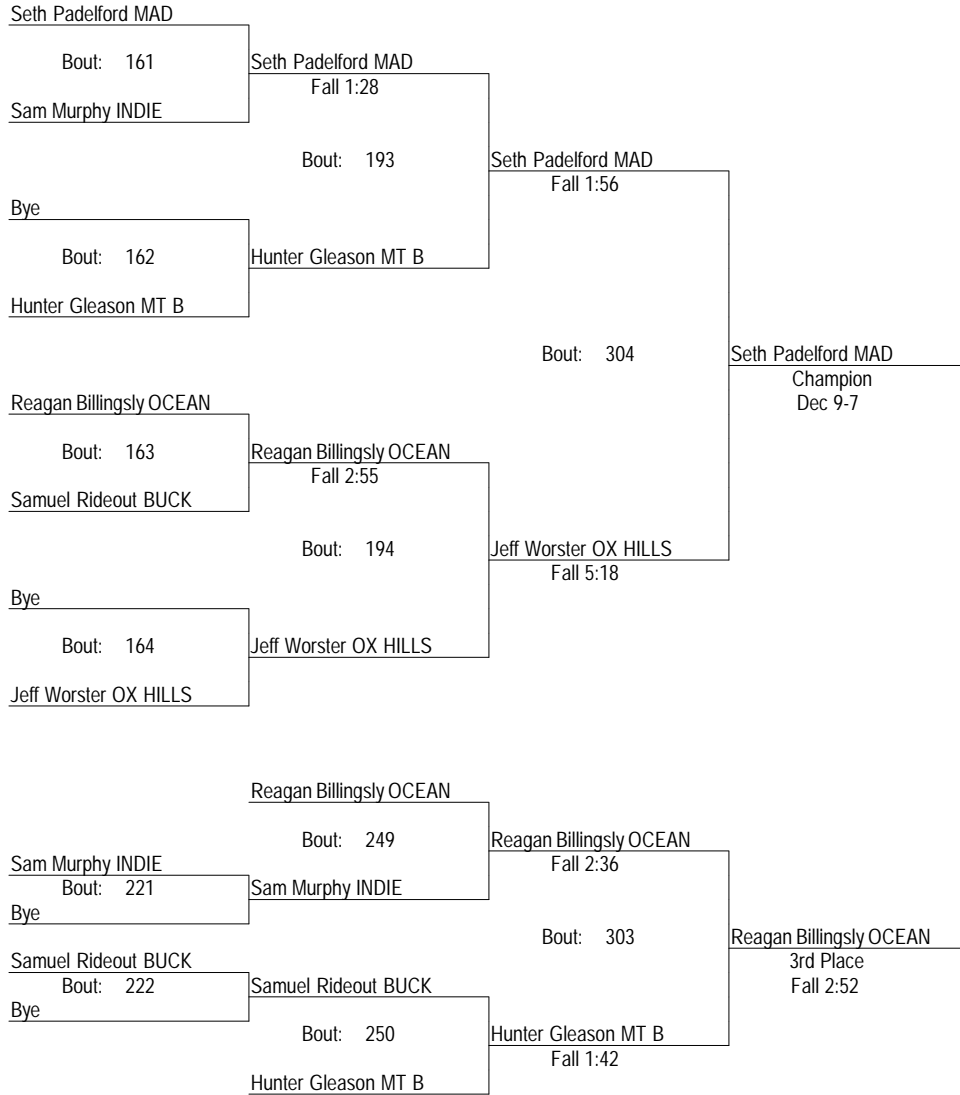 Seth Padelford MAD
Bout: 161
Seth Padelford MAD
Fall 1:28
Sam Murphy INDIE
Bout: 193
Seth Padelford MAD
Fall 1:56
Bye
Bout: 162
Hunter Gleason MT B
Hunter Gleason MT B
Bout: 304
Seth Padelford MAD
Champion
Dec 9-7
Reagan Billingsly OCEAN
Bout: 163
Reagan Billingsly OCEAN
Fall 2:55
Samuel Rideout BUCK
Bout: 194
Jeff Worster OX HILLS
Fall 5:18
Bye
Bout: 164
Jeff Worster OX HILLS
Jeff Worster OX HILLS
Reagan Billingsly OCEAN
Bout: 249
Reagan Billingsly OCEAN
Fall 2:36
Sam Murphy INDIE
Bout: 221
Sam Murphy INDIE
Bye
Bout: 303
Reagan Billingsly OCEAN
3rd Place
Fall 2:52
Samuel Rideout BUCK
Bout: 222
Samuel Rideout BUCK
Bye
Bout: 250
Hunter Gleason MT B
Fall 1:42
Hunter Gleason MT B